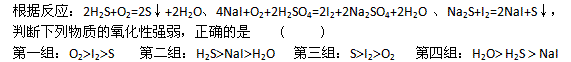 根据反应：2H₂S+O₂=2S↓+2H₂O、4NaI+O₂+2H₂SO₄=2I₂+2Na₂SO₄+2H₂O 、Na₂S+I₂=2NaI+S↓，
判断下列物质的氧化性强弱，正确的是 （ ）
第一组：O₂>I₂>S 第二组：H₂S>NaI>H₂O 第三组：S>I₂>O₂ 第四组：H₂O> H₂S > NaI